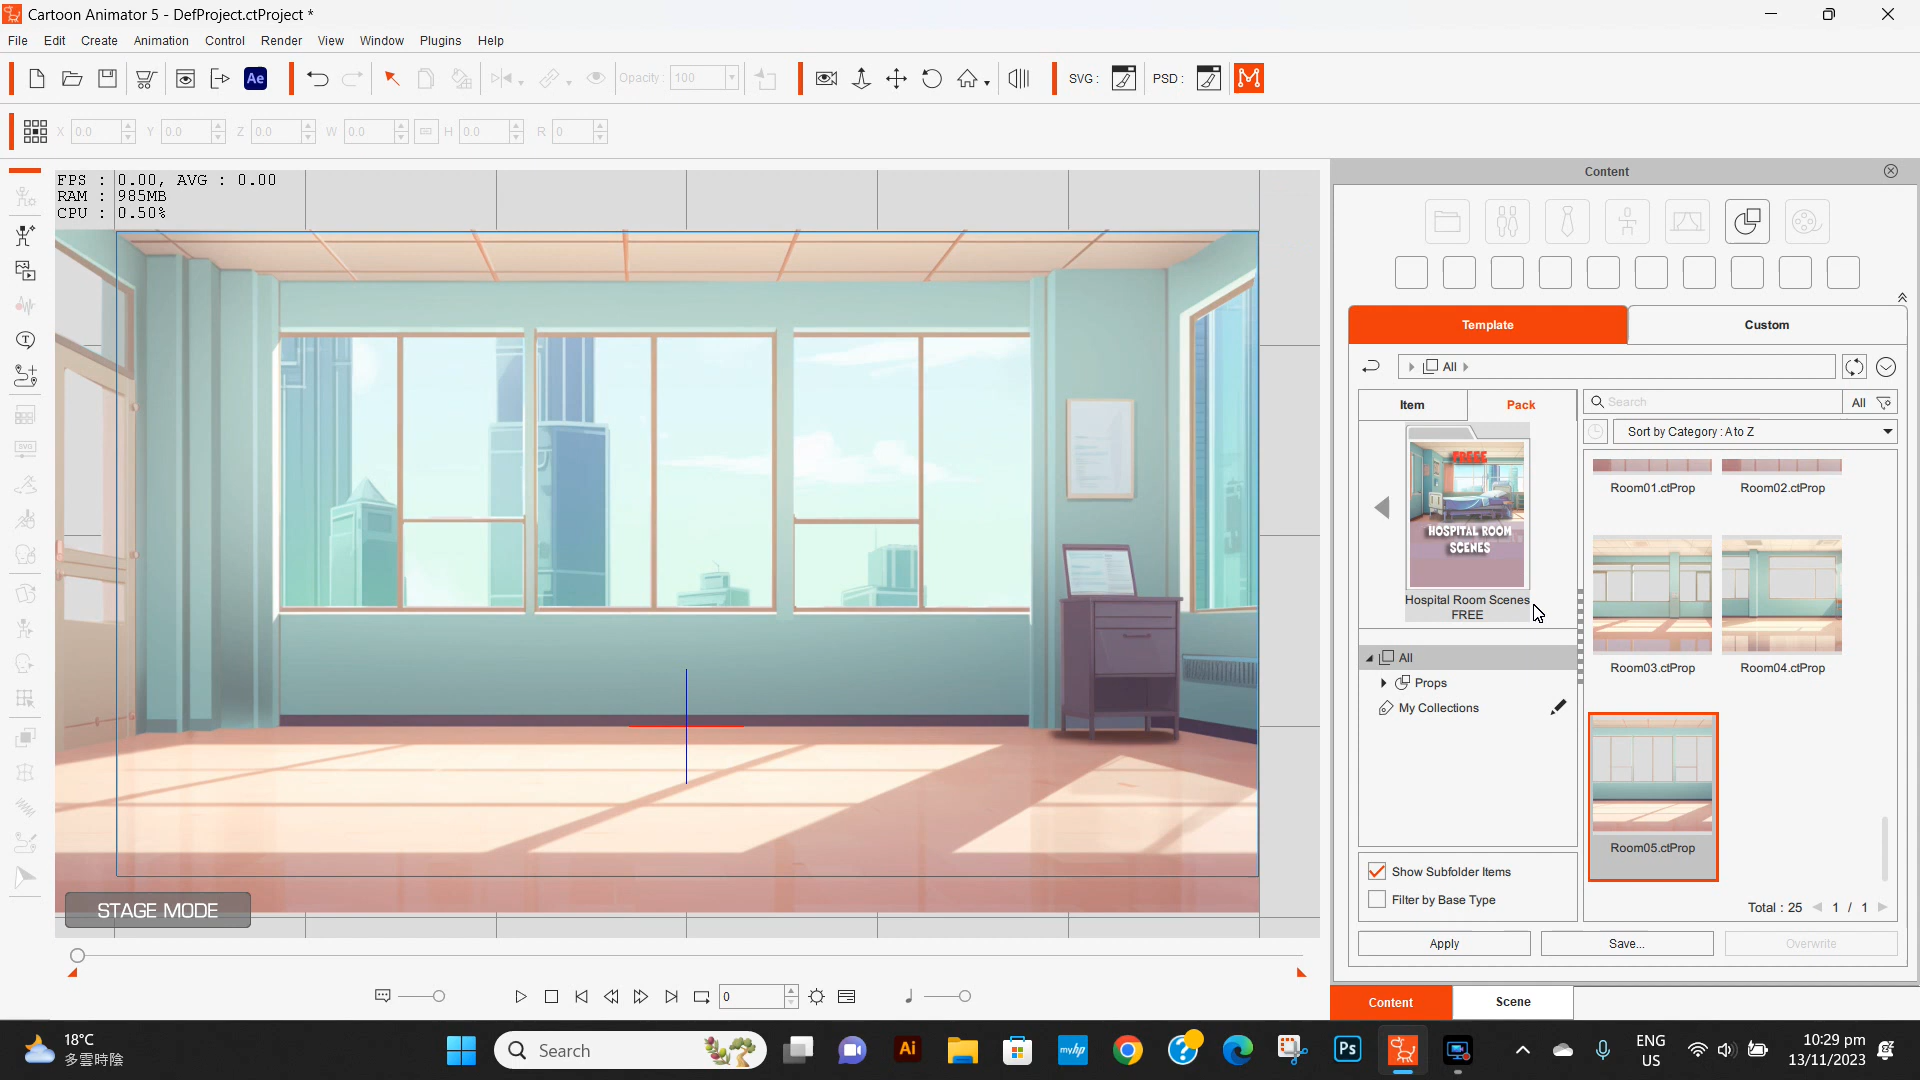 Cartoon Animator 5 - DefProject.ctProject *
File Edit Create Animation Control Render View Window Plugins Help
Ae Opacity : 100 SVG : PSD :
X 0.0 Y 0.0 Z 0.0 W 0.0 H 0.0 R 0
FPS : 0.00, AVG : 0.00
RAM : 985MB
CPU : 0.50%
STAGE MODE
0
Content
Template Custom
All
Item Pack
Search All
Sort by Category : A to Z
FREEE
HOSPITAL ROOM
SCENES
Hospital Room Scenes
FREE
All
Props
My Collections
Room01.ctProp Room02.ctProp
Room03.ctProp Room04.ctProp
Room05.ctProp
Show Subfolder Items
Filter by Base Type
Total : 25 1 / 1
Apply Save... Overwrite
Content Scene
18°C
多雲時陰
Search
Ai
myhp
Ps
ENG
US
10:29 pm
13/11/2023